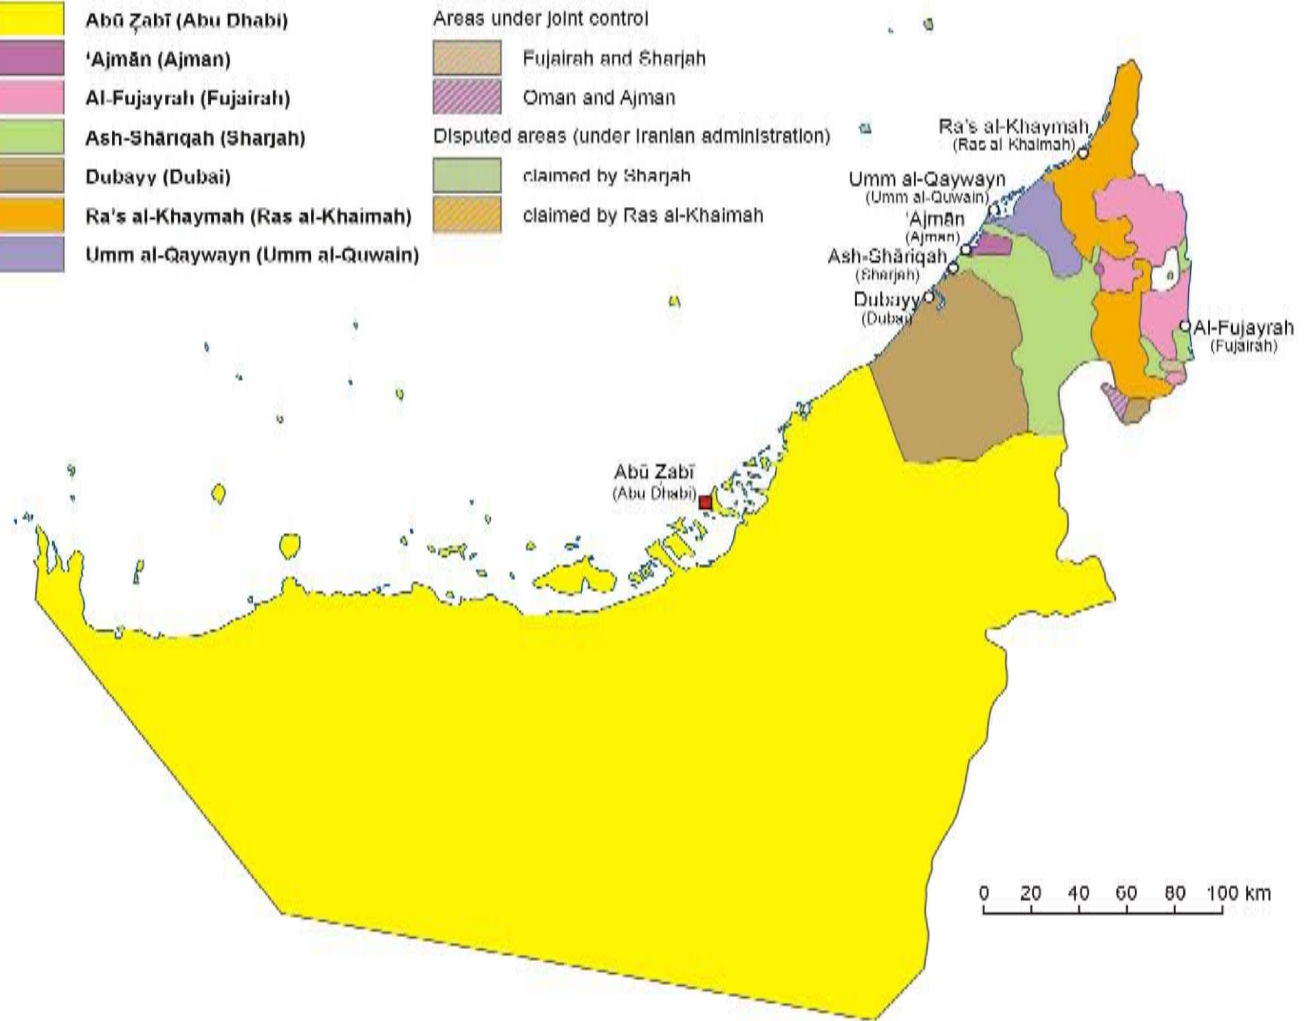 Abū Ẓabī (Abu Dhabi)
‘Ajmān (Ajman)
Al-Fujayrah (Fujairah)
Ash-Shāriqah (Sharjah)
Dubayy (Dubai)
Ra's al-Khaymah (Ras al-Khaimah)
Umm al-Qaywayn (Umm al-Quwain)
Areas under joint control
Fujairah and Sharjah
Oman and Ajman
Disputed areas (under Iranian administration)
claimed by Sharjah
claimed by Ras al-Khaimah
Ra's al-Khaymah
(Ras al Khaimah)
Umm al-Qaywayn
(Umm al-Quwain)
‘Ajmān
(Ajman)
Ash-Shāriqah
(Sharjah)
Dubayy
(Dubai)
Al-Fujayrah
(Fujairah)
Abū Ẓabī
(Abu Dhabi)
0 20 40 60 80 100 km